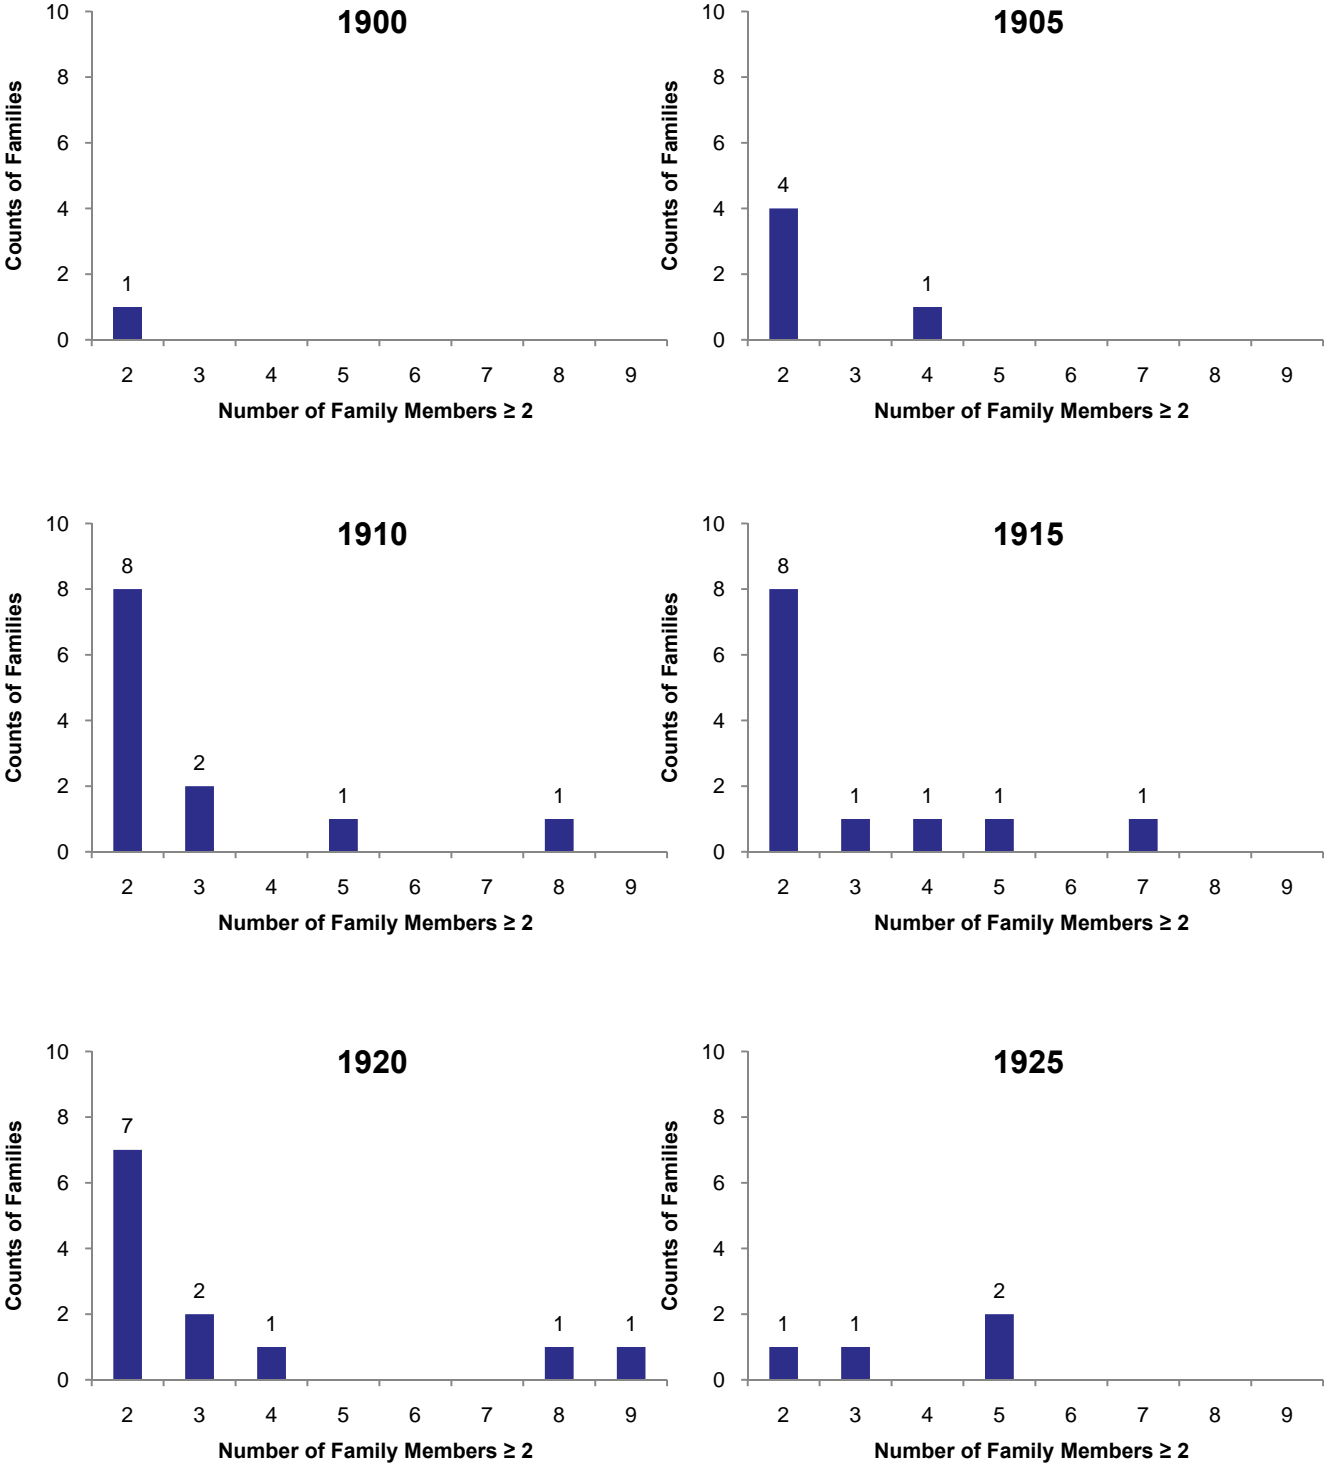 1900
Counts of Families
10
8
6
4
2
0
1
2 3 4 5 6 7 8 9
Number of Family Members ≥ 2
1905
Counts of Families
10
8
6
4
2
0
4 1
2 3 4 5 6 7 8 9
Number of Family Members ≥ 2
1910
Counts of Families
10
8
6
4
2
0
8 2 1 1
2 3 4 5 6 7 8 9
Number of Family Members ≥ 2
1915
Counts of Families
10
8
6
4
2
0
8 1 1 1 1
2 3 4 5 6 7 8 9
Number of Family Members ≥ 2
1920
Counts of Families
10
8
6
4
2
0
7 2 1 1 1
2 3 4 5 6 7 8 9
Number of Family Members ≥ 2
1925
Counts of Families
10
8
6
4
2
0
1 1 2
2 3 4 5 6 7 8 9
Number of Family Members ≥ 2